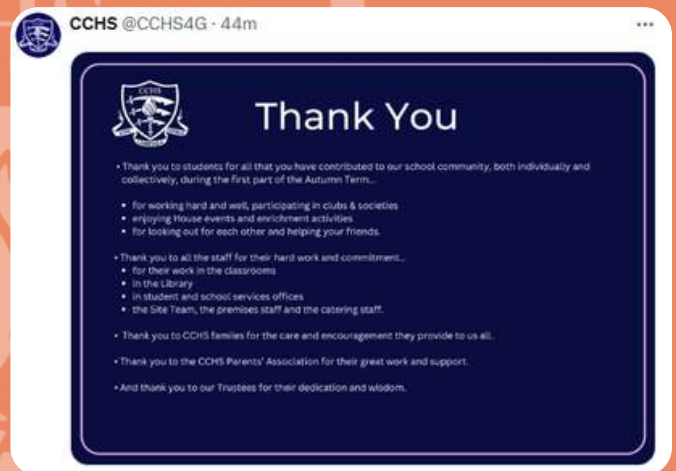 CCHS @CCHS4G · 44m
CCHS
Thank You
• Thank you to students for all that you have contributed to our school community, both individually and
collectively, during the first part of the Autumn Term...
• for working hard and well, participating in clubs & societies
• enjoying House events and enrichment activities
• for looking out for each other and helping your friends.
• Thank you to all the staff for their hard work and commitment...
• for their work in the classrooms
• in the Library
• in student and school services offices
• the Site Team, the premises staff and the catering staff.
• Thank you to CCHS families for the care and encouragement they provide to us all.
• Thank you to the CCHS Parents' Association for their great work and support.
• And thank you to our Trustees for their dedication and wisdom.